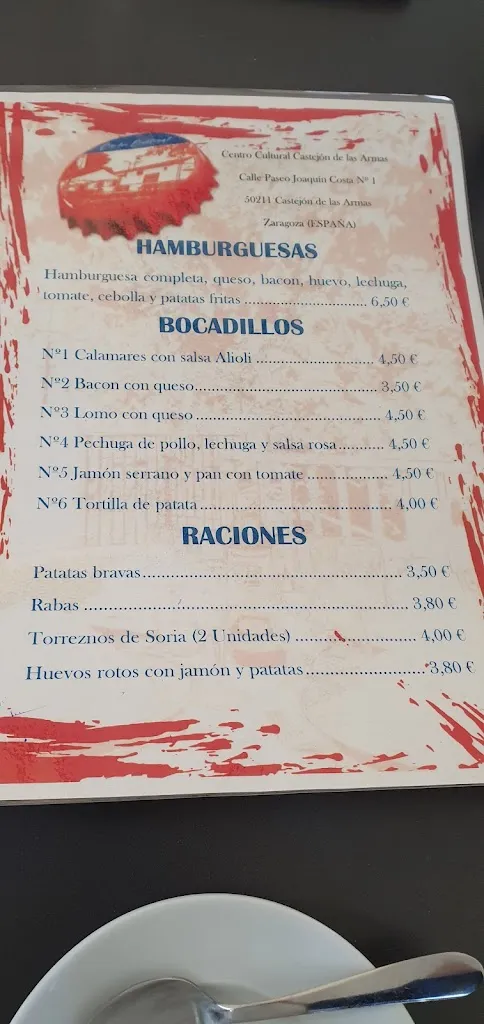 Centro Cultural Castejón de las Armas
Calle Paseo Joaquín Costa Nº 1
50211 Castejón de las Armas
Zaragoza (ESPAÑA)
HAMBURGUESAS
Hamburguesa completa, queso, bacon, huevo, lechuga,
tomate, cebolla y patatas fritas ............................ 6,50 €
BOCADILLOS
Nº1 Calamares con salsa Alioli ........................... 4,50 €
Nº2 Bacon con queso.......................................... 3,50 €
Nº3 Lomo con queso .......................................... 4,50 €
Nº4 Pechuga de pollo, lechuga y salsa rosa........... 4,50 €
Nº5 Jamón serrano y pan con tomate ................... 4,50 €
Nº6 Tortilla de patata ........................................... 4,00 €
RACIONES
Patatas bravas..................................................... 3,50 €
Rabas ................................................................. 3,80 €
Torreznos de Soria (2 Unidades) ........................ 4,00 €
Huevos rotos con jamón y patatas........................ 3,80 €